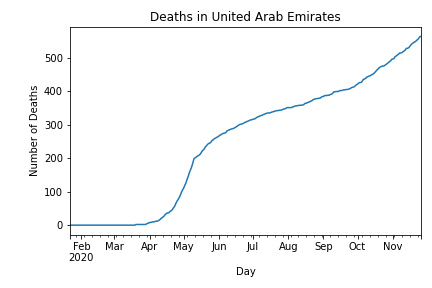 Deaths in United Arab Emirates
Number of Deaths
500
400
300
200
100
0
Feb Mar Apr May Jun Jul Aug Sep Oct Nov
2020
Day